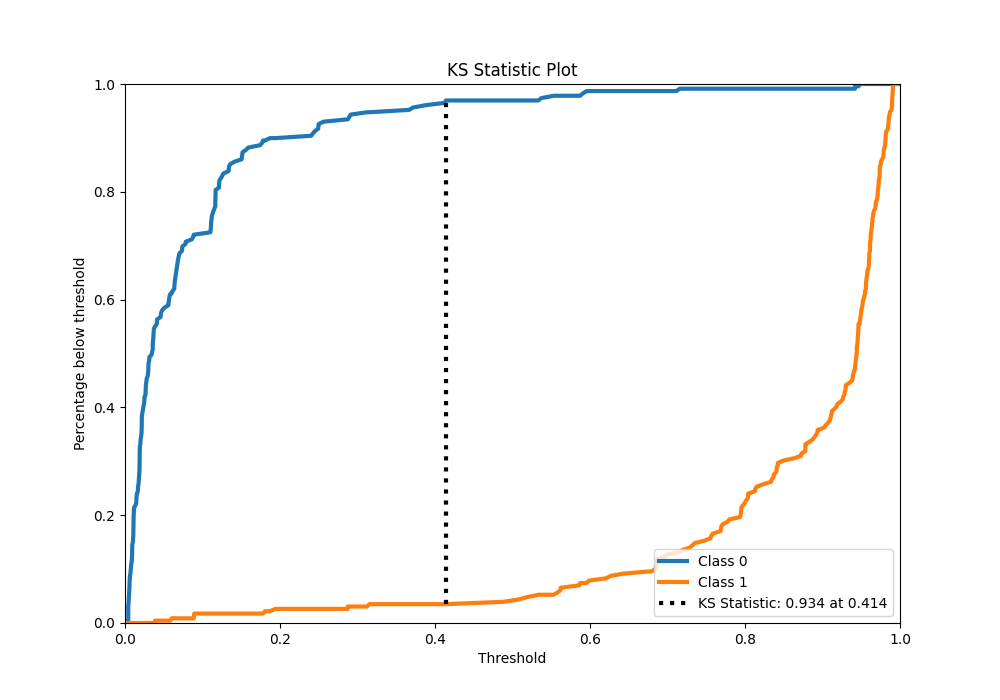 KS Statistic Plot
1.0
0.8
0.6
0.4
0.2
0.0
Percentage below threshold
0.0 0.2 0.4 0.6 0.8 1.0
Threshold
Class 0
Class 1
KS Statistic: 0.934 at 0.414